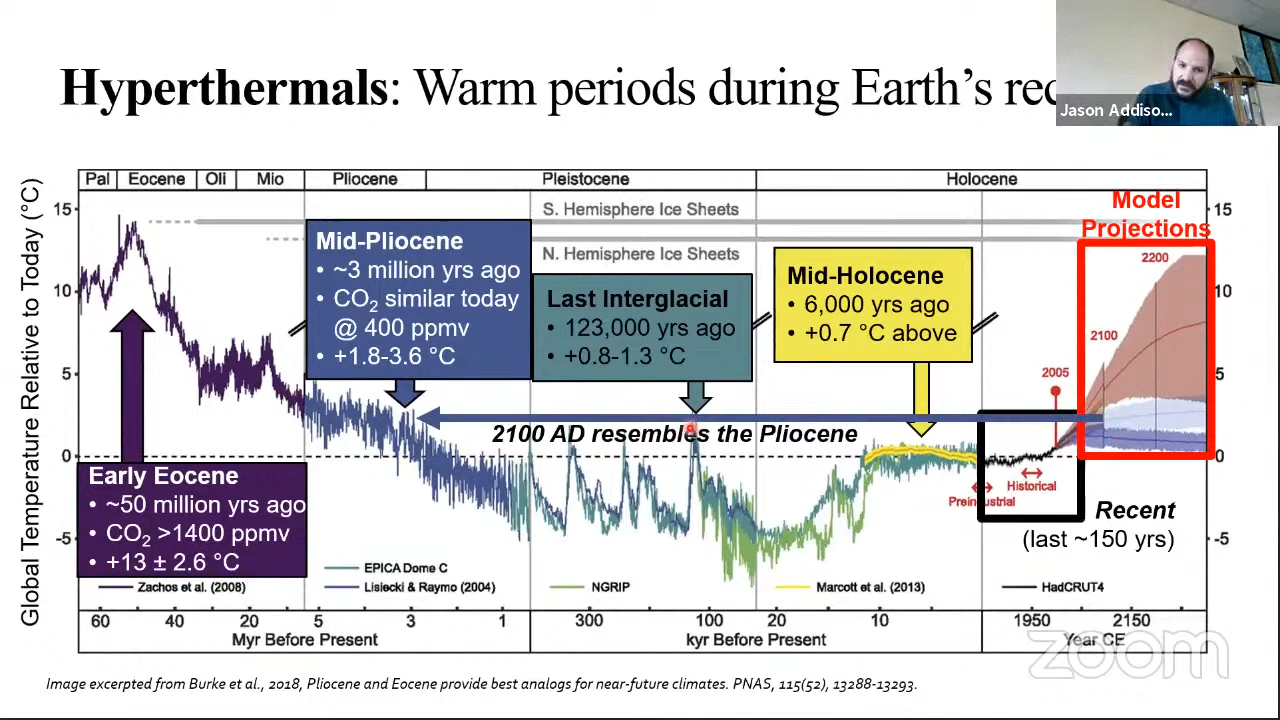 Hyperthermals: Warm periods during Earth's rec
Jason Addiso...
Global Temperature Relative to Today (°C)
Pal Eocene Oli Mio Pliocene Pleistocene Holocene
15
10
5
0
-5
S. Hemisphere Ice Sheets
N. Hemisphere Ice Sheets
Early Eocene
• ~50 million yrs ago
• CO₂ >1400 ppmv
• +13 ± 2.6 °C
Mid-Pliocene
• ~3 million yrs ago
• CO₂ similar today
@ 400 ppmv
• +1.8-3.6 °C
Last Interglacial
• 123,000 yrs ago
• +0.8-1.3 °C
Mid-Holocene
• 6,000 yrs ago
• +0.7 °C above
Model
Projections
2200
2100
2005
15
10
5
0
-5
2100 AD resembles the Pliocene
Historical
Preindustrial
Recent
(last ~150 yrs)
EPICA Dome C
Zachos et al. (2008)
Lisiecki & Raymo (2004)
NGRIP
Marcott et al. (2013)
HadCRUT4
60 40 20 5 3 1 300 100 20 10 1950 2150
Myr Before Present
kyr Before Present
Year CE
zoom
Image excerpted from Burke et al., 2018, Pliocene and Eocene provide best analogs for near-future climates. PNAS, 115(52), 13288-13293.